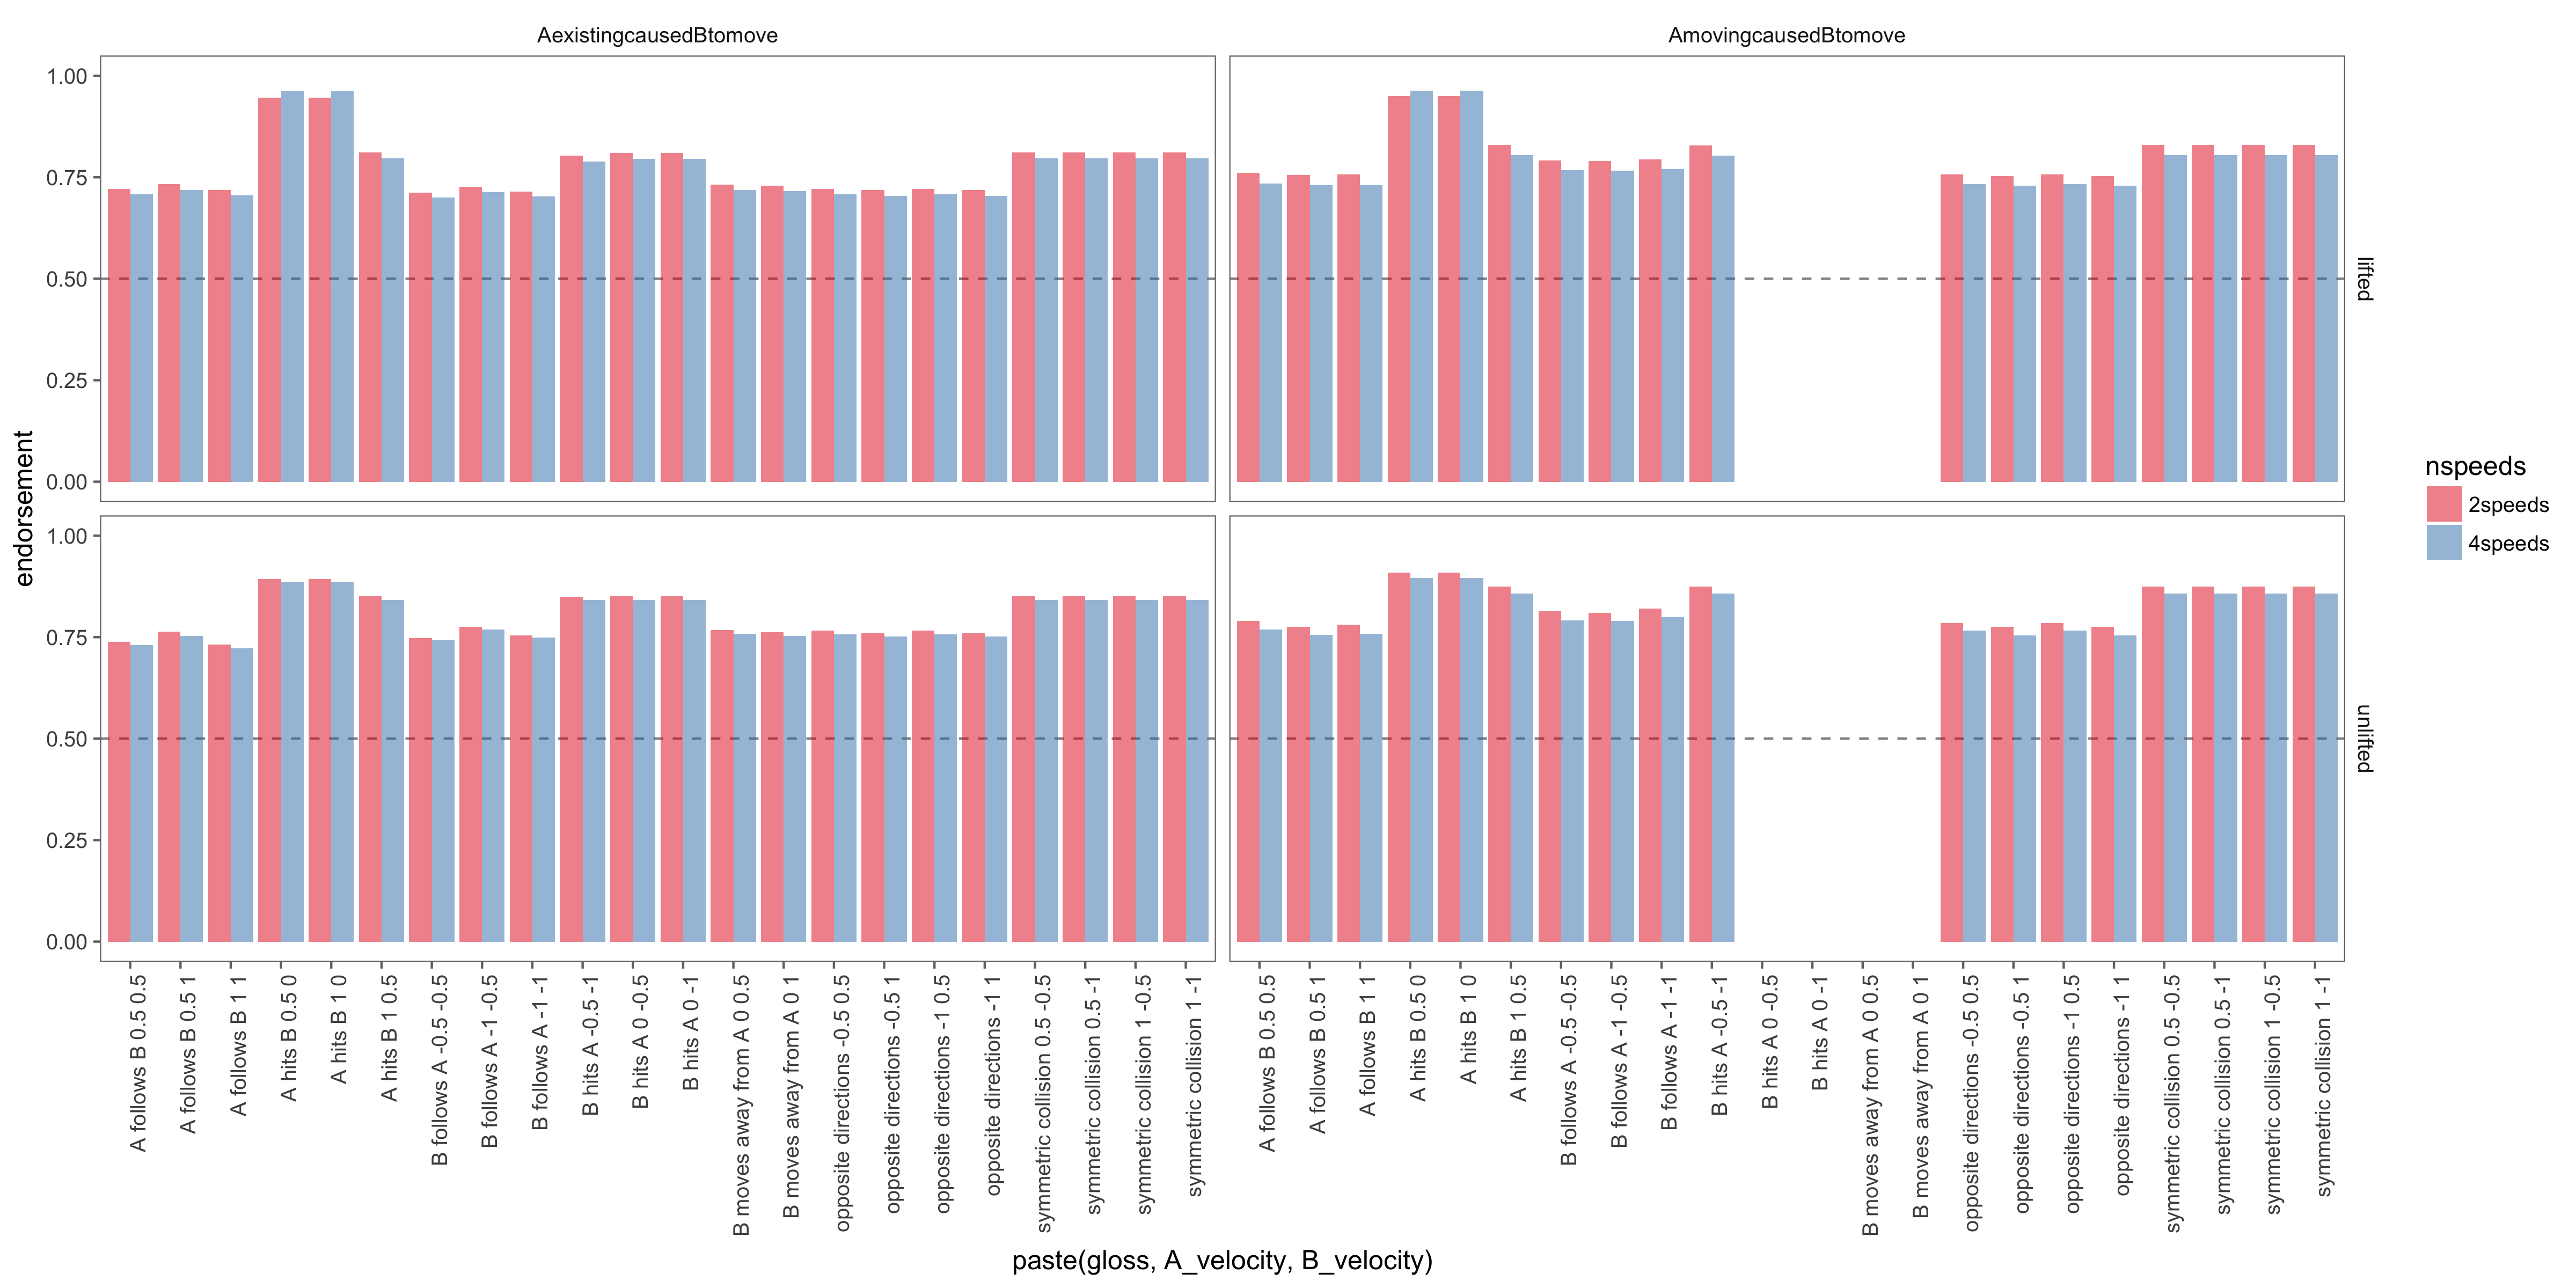 AexistingcausedBtomove
AmovingcausedBtomove
1.00
0.75
0.50
0.25
0.00
lifted
1.00
0.75
0.50
0.25
0.00
unlifted
endorsement
A follows B 0.5 0.5
A follows B 0.5 1
A follows B 1 1
A hits B 0.5 0
A hits B 1 0
A hits B 1 0.5
B follows A -0.5 -0.5
B follows A -1 -0.5
B follows A -1 -1
B hits A -0.5 -1
B hits A 0 -0.5
B hits A 0 -1
B moves away from A 0 0.5
B moves away from A 0 1
opposite directions -0.5 0.5
opposite directions -0.5 1
opposite directions -1 0.5
opposite directions -1 1
symmetric collision 0.5 -0.5
symmetric collision 0.5 -1
symmetric collision 1 -0.5
symmetric collision 1 -1
A follows B 0.5 0.5
A follows B 0.5 1
A follows B 1 1
A hits B 0.5 0
A hits B 1 0
A hits B 1 0.5
B follows A -0.5 -0.5
B follows A -1 -0.5
B follows A -1 -1
B hits A -0.5 -1
B hits A 0 -0.5
B hits A 0 -1
B moves away from A 0 0.5
B moves away from A 0 1
opposite directions -0.5 0.5
opposite directions -0.5 1
opposite directions -1 0.5
opposite directions -1 1
symmetric collision 0.5 -0.5
symmetric collision 0.5 -1
symmetric collision 1 -0.5
symmetric collision 1 -1
paste(gloss, A_velocity, B_velocity)
nspeeds
2speeds
4speeds